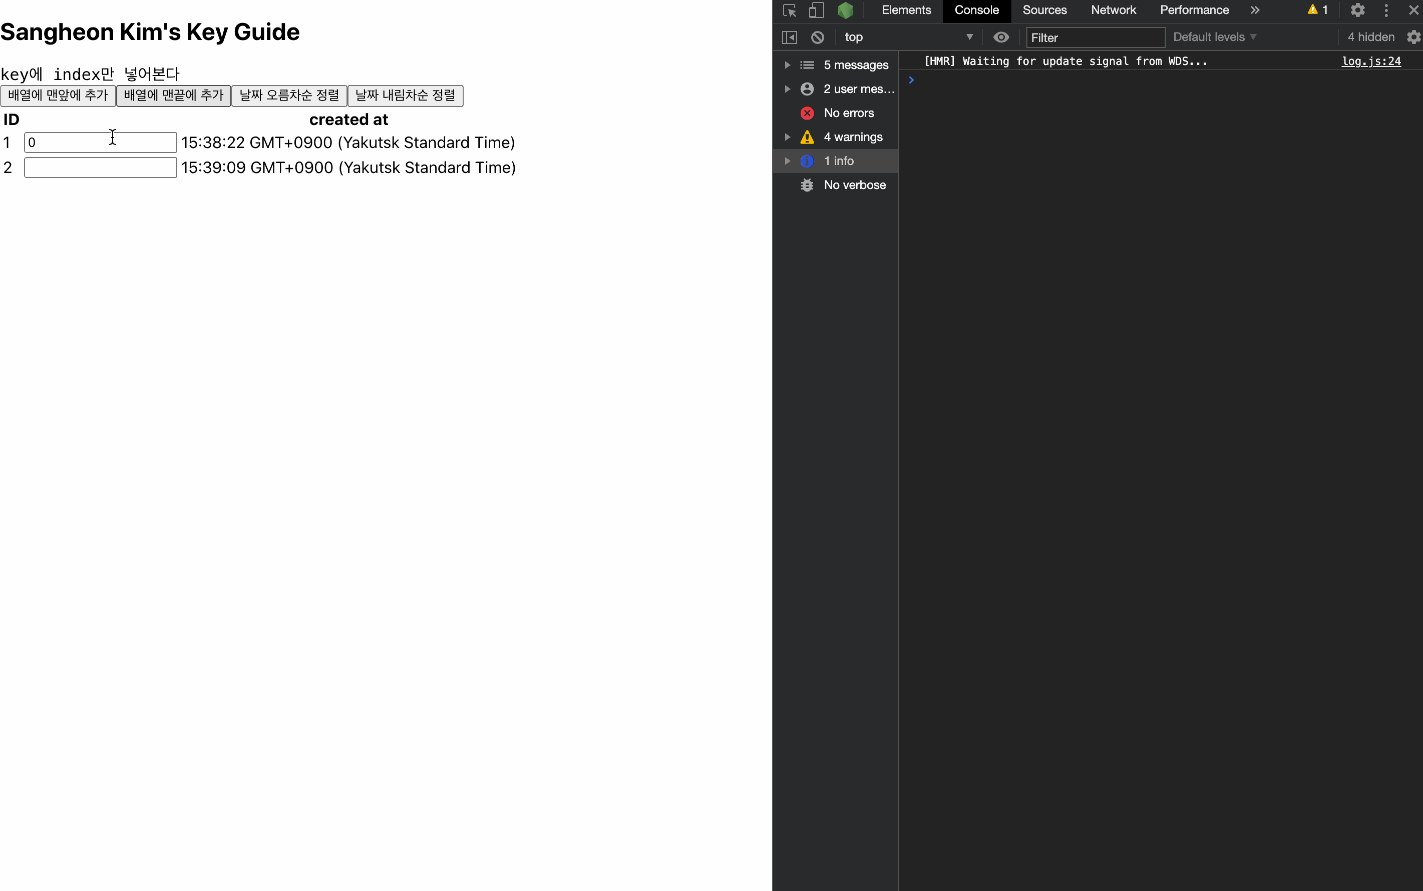 Sangheon Kim's Key Guide
key에 index만 넣어본다
배열에 맨앞에 추가 배열에 맨끝에 추가 날짜 오름차순 정렬 날짜 내림차순 정렬
ID created at
1 0 15:38:22 GMT+0900 (Yakutsk Standard Time)
2 15:39:09 GMT+0900 (Yakutsk Standard Time)
Elements Console Sources Network Performance » 1
top Filter Default levels 4 hidden
5 messages
2 user mes...
No errors
4 warnings
1 info
No verbose
[HMR] Waiting for update signal from WDS... log.js:24
>